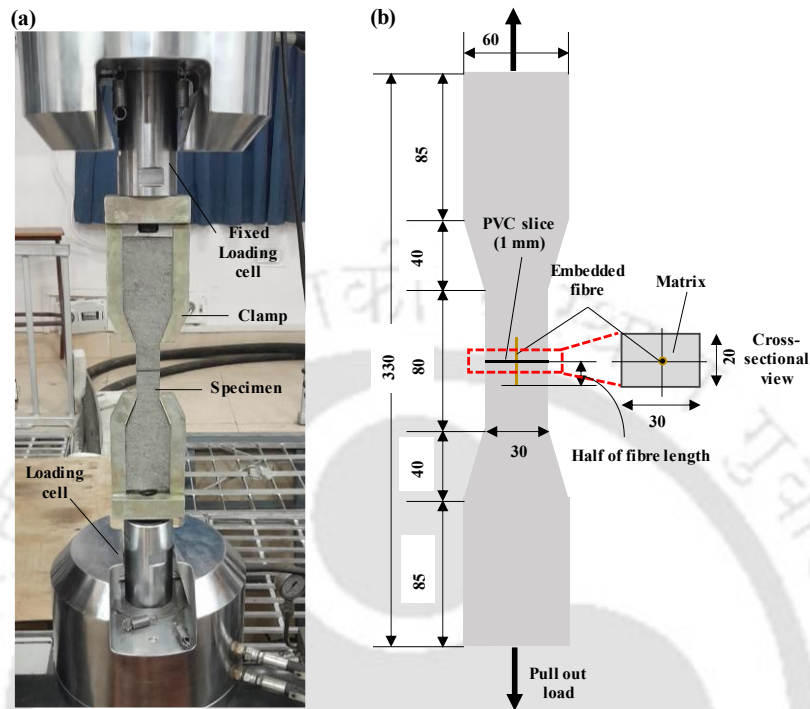 (a)
Fixed
Loading
cell
Clamp
Specimen
Loading
cell
(b)
60
85
40
80
40
85
330
PVC slice
(1 mm)
Embedded
fibre
Matrix
Cross-
sectional
view
20
30
30
Half of fibre length
Pull out
load